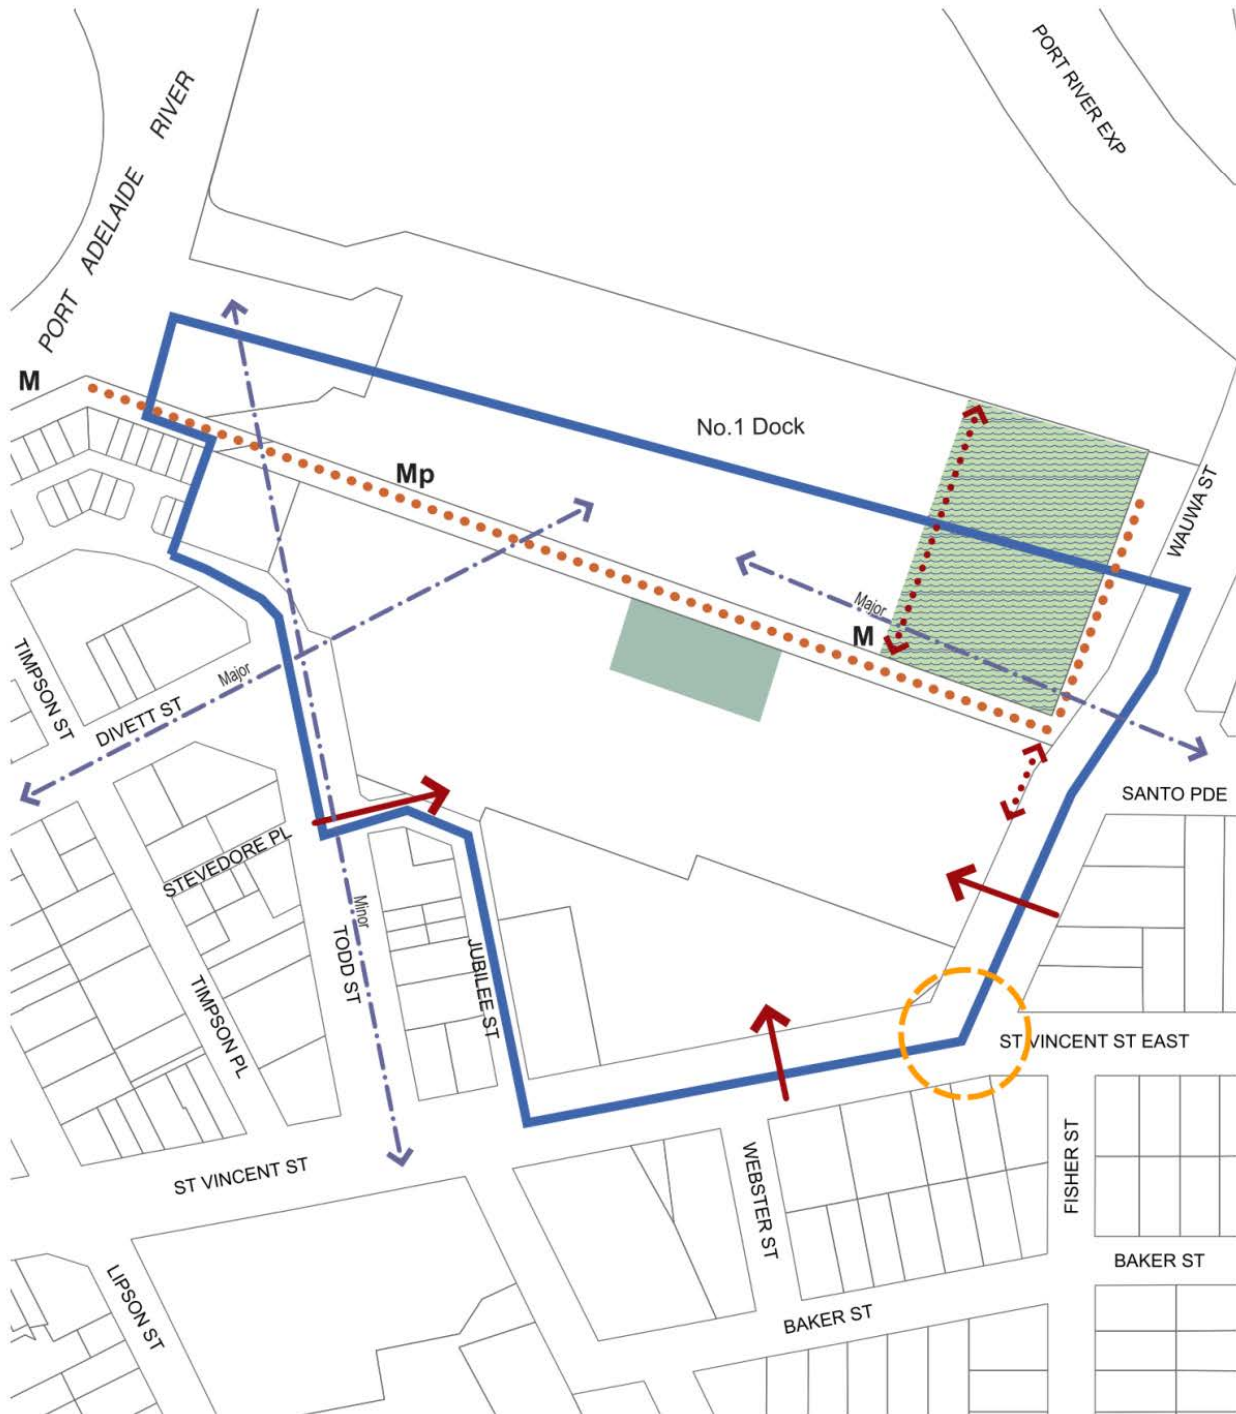 PORT RIVER EXP
PORT ADELAIDE RIVER
M
No.1 Dock
Mp
WAUWA ST
Major
M
TIMPSON ST
Major
DIVETT ST
SANTO PDE
STEVEDORE PL
Minor
TODD ST
JUBILEE ST
TIMPSON PL
ST VINCENT ST EAST
ST VINCENT ST
WEBSTER ST
FISHER ST
BAKER ST
LIPSON ST
BAKER ST